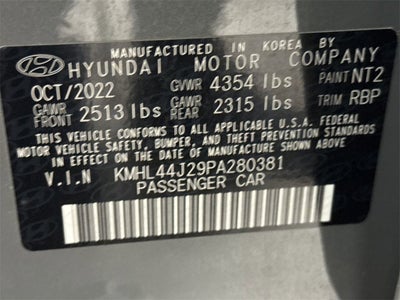 MANUFACTURED IN KOREA BY
HYUNDAI MOTOR COMPANY
OCT/2022 GVWR 4354 lbs PAINT NT2
GAWR FRONT 2513 lbs GAWR REAR 2315 lbs TRIM RBP
THIS VEHICLE CONFORMS TO ALL APPLICABLE U.S.A. FEDERAL
MOTOR VEHICLE SAFETY, BUMPER, AND THEFT PREVENTION STANDARDS
IN EFFECT ON THE DATE OF MANUFACTURE SHOWN ABOVE.
V.I.N KMHL44J29PA280381
PASSENGER CAR